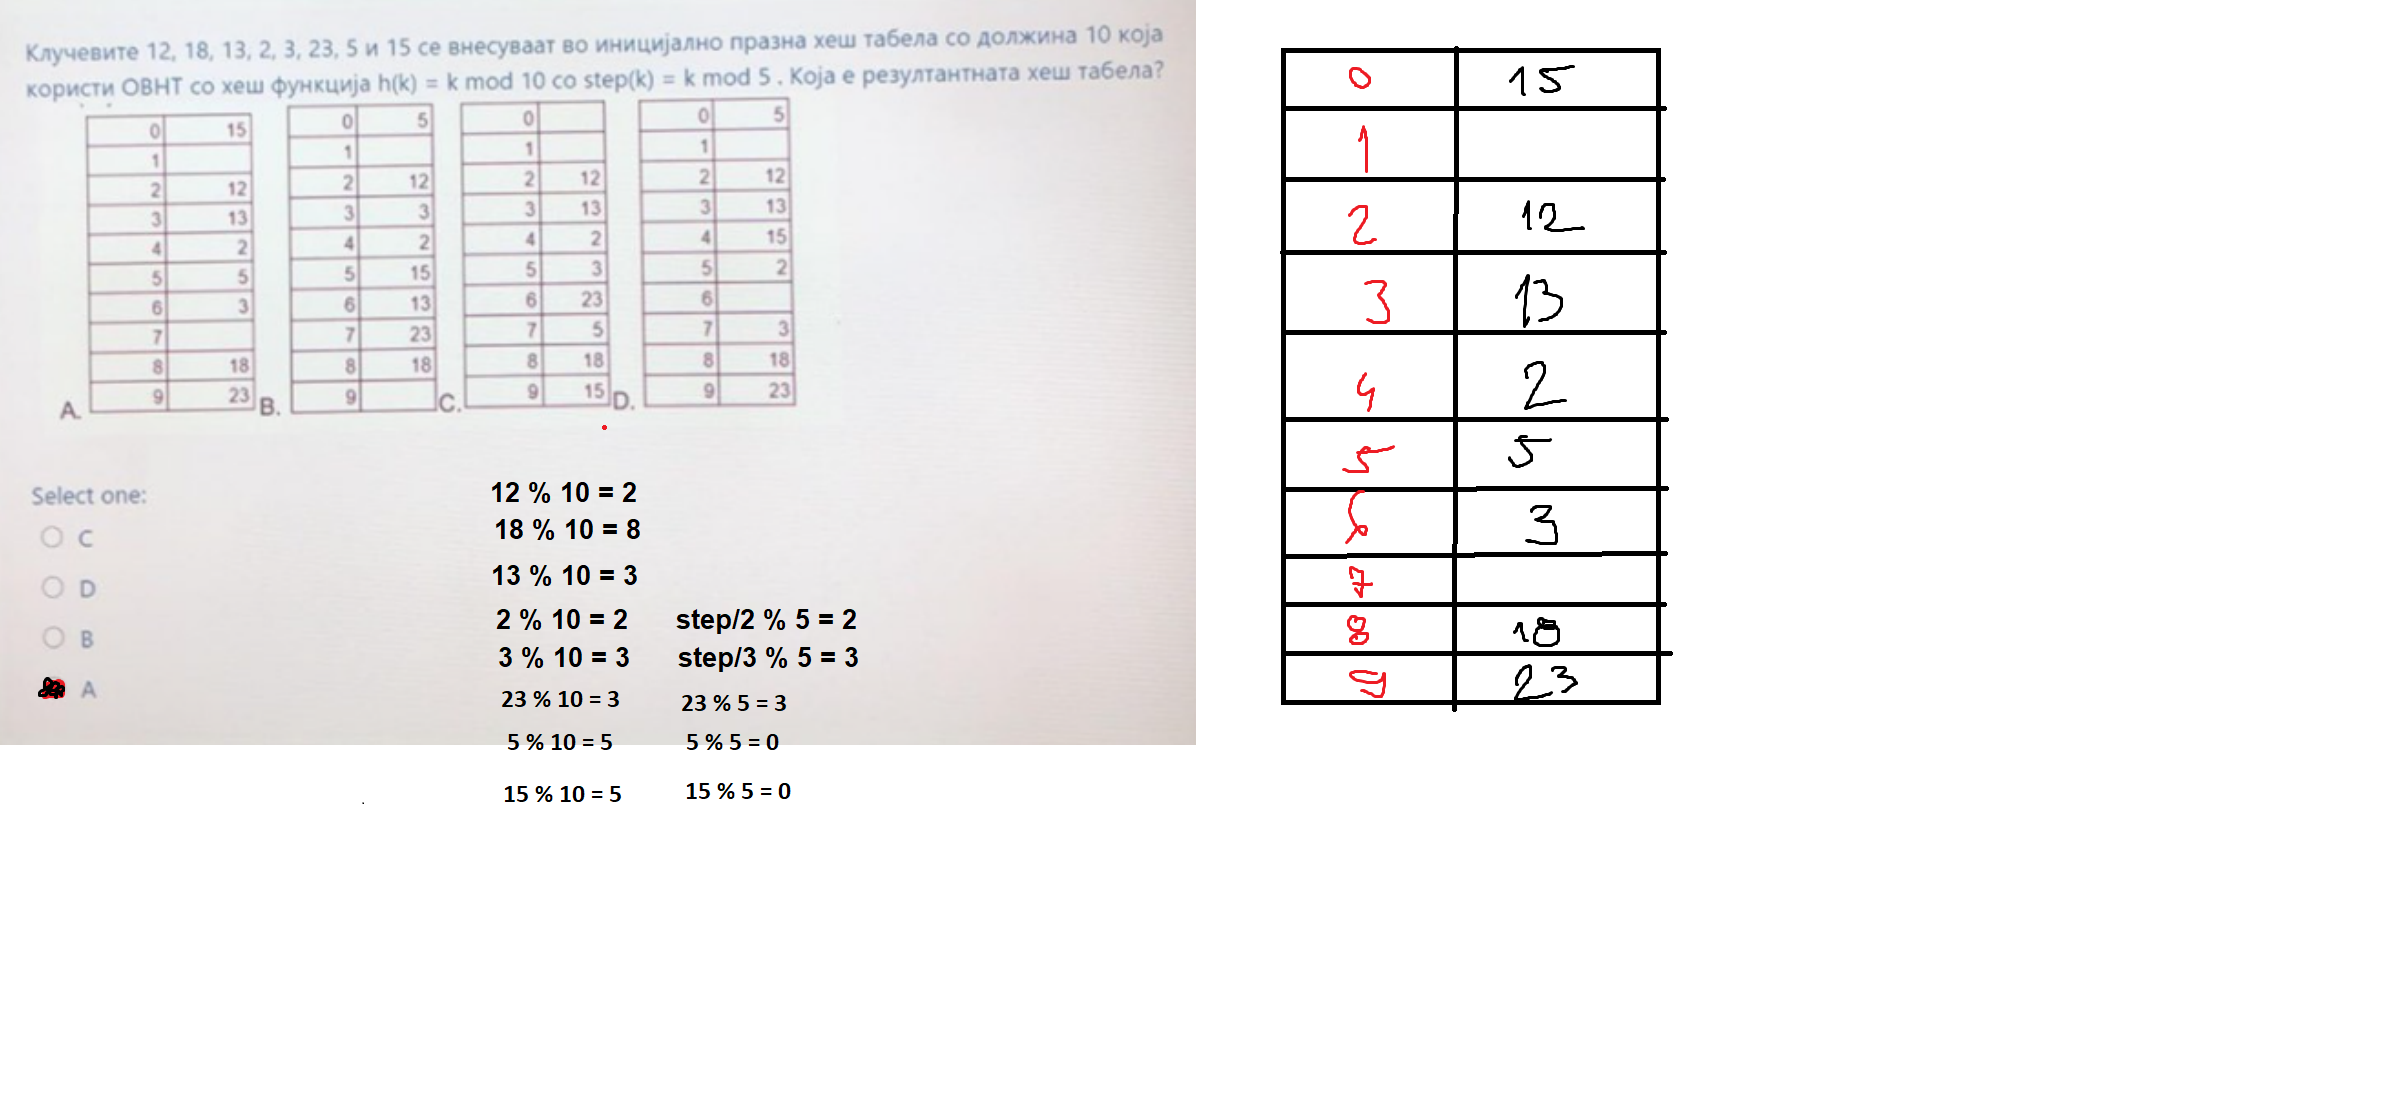 Клучевите 12, 18, 13, 2, 3, 23, 5 и 15 се внесуваат во иницијално празна хеш табела со должина 10 која
користи ОВНТ со хеш функција h(k) = k mod 10 со step(k) = k mod 5 . Која е резултантната хеш табела?
0 15
1
2 12
3 13
4 2
5 5
6 3
7
8 18
9 23
A.
0 5
1
2 12
3 3
4 2
5 15
6 13
7 23
8 18
9
B.
0
1
2 12
3 13
4 2
5 3
6 23
7 5
8 18
9 15
C.
0 5
1
2 12
3 13
4 15
5 2
6
7 3
8 18
9 23
D.
Select one:
C
D
B
A
12 % 10 = 2
18 % 10 = 8
13 % 10 = 3
2 % 10 = 2 step/2 % 5 = 2
3 % 10 = 3 step/3 % 5 = 3
23 % 10 = 3 23 % 5 = 3
5 % 10 = 5 5 % 5 = 0
15 % 10 = 5 15 % 5 = 0
0 15
1
2 12
3 13
4 2
5 5
6 3
7
8 18
9 23